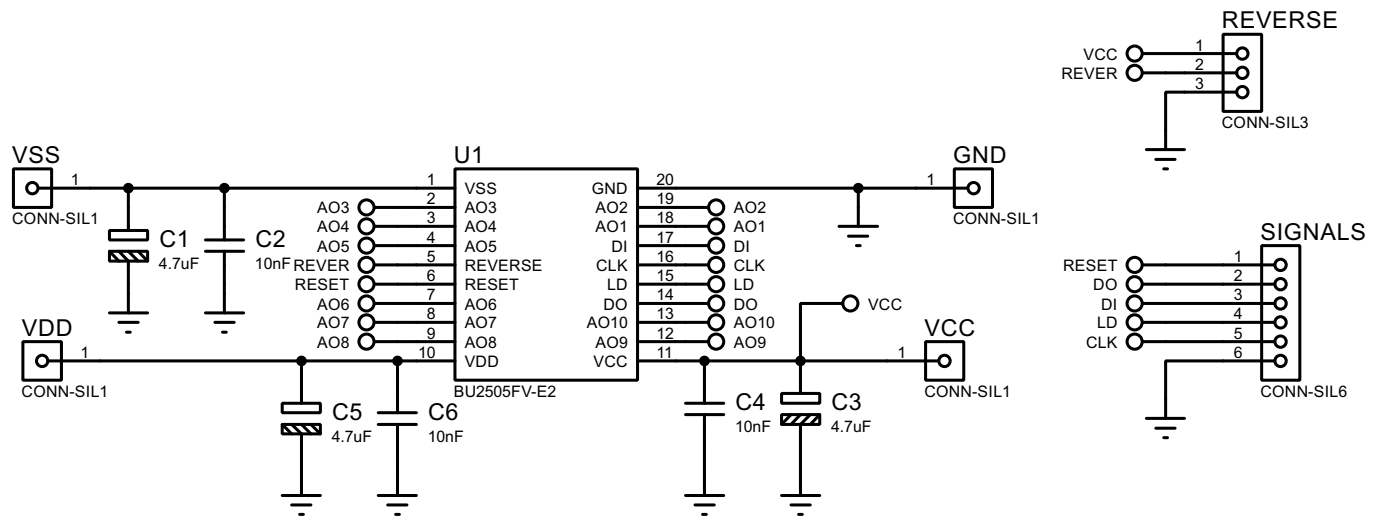 REVERSE
VCC 1
REVER 2
3
CONN-SIL3
VSS
1
CONN-SIL1
C1
4.7uF
C2
10nF
U1
1 VSS GND 20
AO3 2 AO3 AO2 19 AO2
AO4 3 AO4 AO1 18 AO1
AO5 4 AO5 DI 17 DI
REVER 5 REVERSE CLK 16 CLK
RESET 6 RESET LD 15 LD
AO6 7 AO6 DO 14 DO
AO7 8 AO7 AO10 13 AO10
AO8 9 AO8 AO9 12 AO9
10 VDD VCC 11
BU2505FV-E2
GND
1
CONN-SIL1
VCC
VDD
1
CONN-SIL1
C5
4.7uF
C6
10nF
C4
10nF
C3
4.7uF
VCC
1
CONN-SIL1
SIGNALS
RESET 1
DO 2
DI 3
LD 4
CLK 5
6
CONN-SIL6